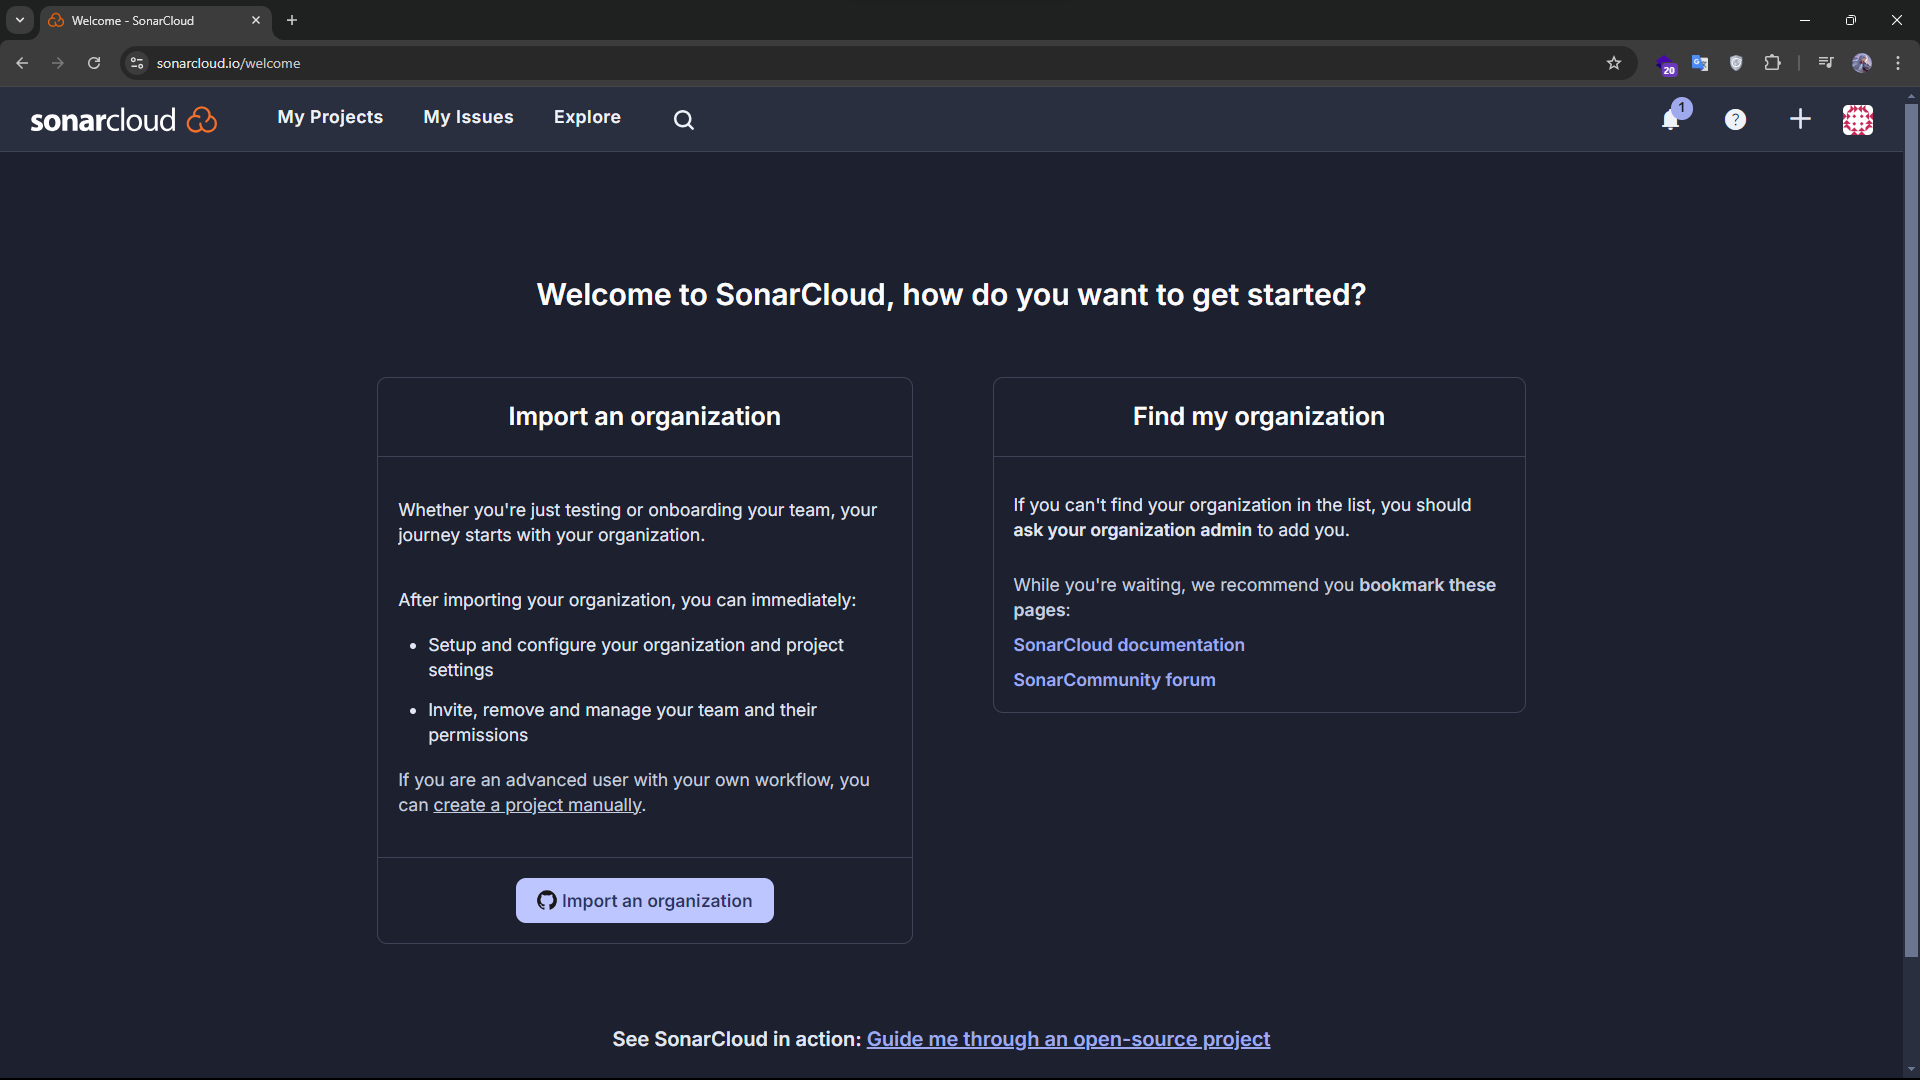 Welcome - SonarCloud
sonarcloud.io/welcome
20
sonarcloud
My Projects
My Issues
Explore
1
?
Welcome to SonarCloud, how do you want to get started?
Import an organization
Whether you're just testing or onboarding your team, your
journey starts with your organization.
After importing your organization, you can immediately:
Setup and configure your organization and project
settings
Invite, remove and manage your team and their
permissions
If you are an advanced user with your own workflow, you
can create a project manually.
Import an organization
Find my organization
If you can't find your organization in the list, you should
ask your organization admin to add you.
While you're waiting, we recommend you bookmark these
pages:
SonarCloud documentation
SonarCommunity forum
See SonarCloud in action: Guide me through an open-source project